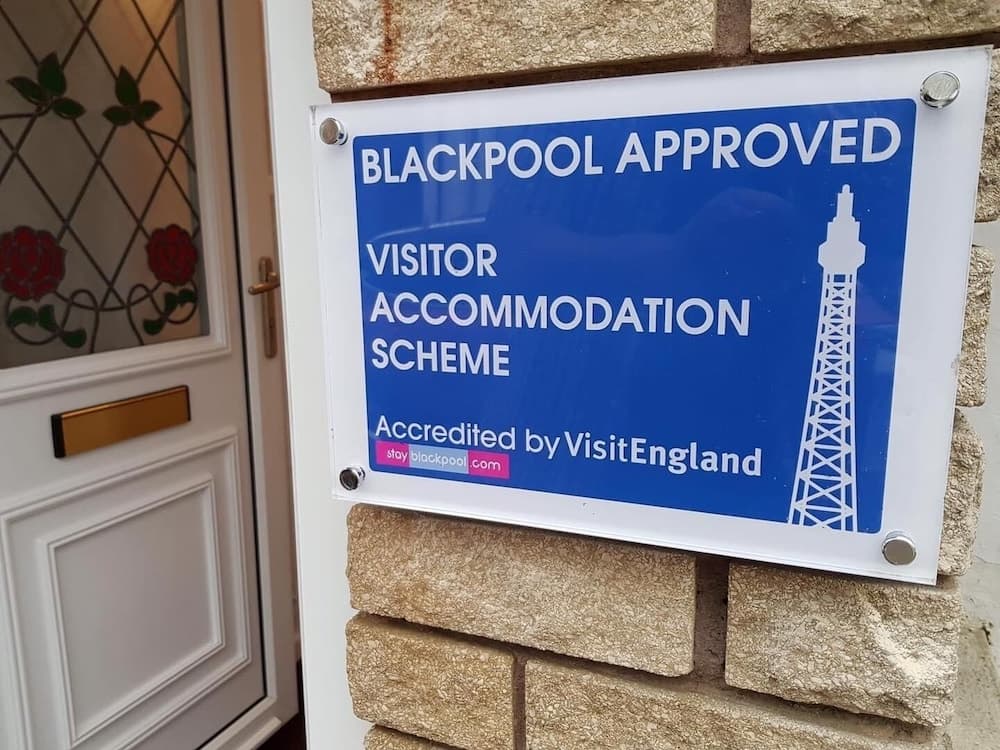 BLACKPOOL APPROVED
VISITOR
ACCOMMODATION
SCHEME
Accredited by VisitEngland
stayblackpool.com